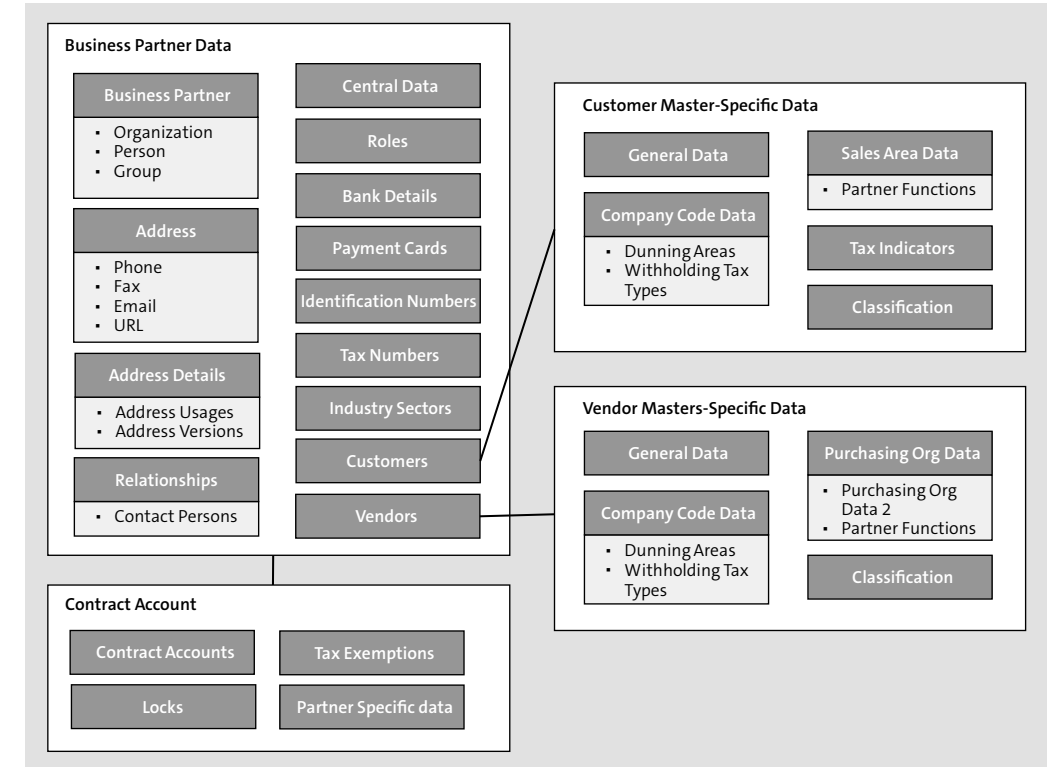 Business Partner Data
Business Partner
▪ Organization
▪ Person
▪ Group
Address
▪ Phone
▪ Fax
▪ Email
▪ URL
Address Details
▪ Address Usages
▪ Address Versions
Relationships
▪ Contact Persons
Central Data
Roles
Bank Details
Payment Cards
Identification Numbers
Tax Numbers
Industry Sectors
Customers
Vendors
Customer Master-Specific Data
General Data
Company Code Data
▪ Dunning Areas
▪ Withholding Tax
Types
Sales Area Data
▪ Partner Functions
Tax Indicators
Classification
Vendor Masters-Specific Data
General Data
Company Code Data
▪ Dunning Areas
▪ Withholding Tax
Types
Purchasing Org Data
▪ Purchasing Org
Data 2
▪ Partner Functions
Classification
Contract Account
Contract Accounts
Tax Exemptions
Locks
Partner Specific data